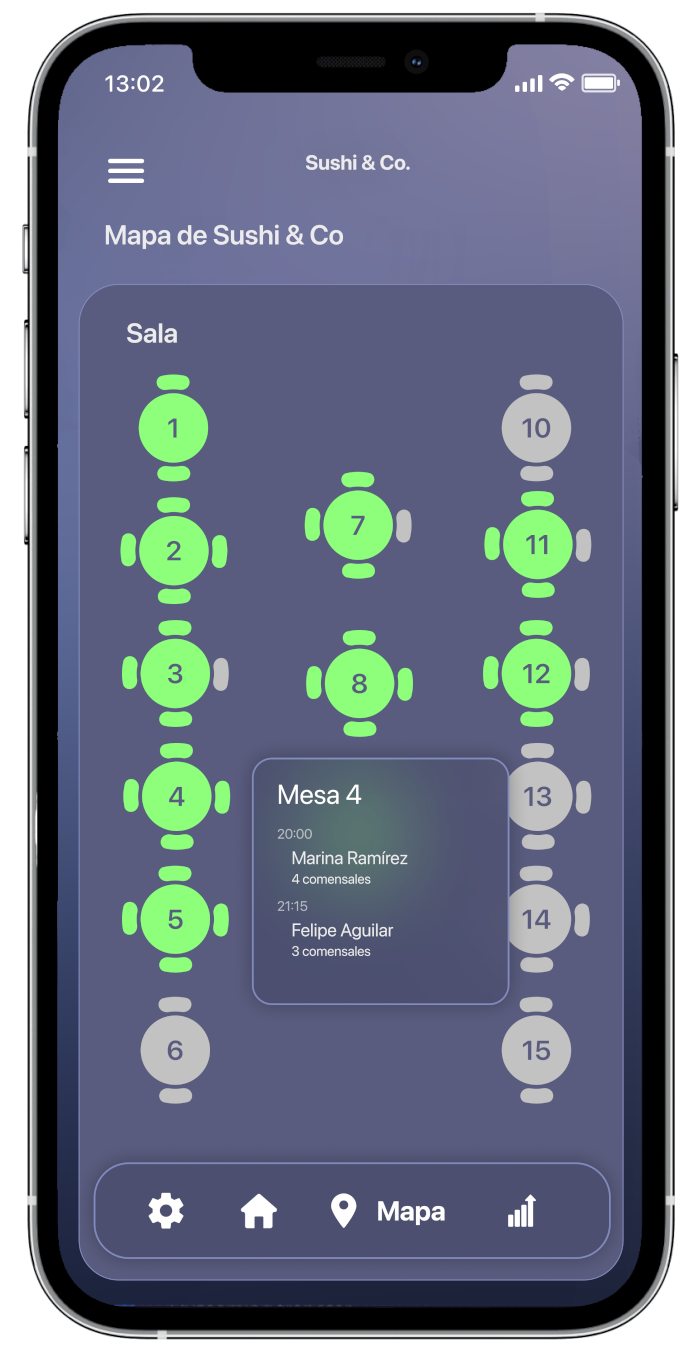 13:02
Sushi & Co.
Mapa de Sushi & Co
Sala
1
10
7
11
2
3
8
12
4
13
Mesa 4
20:00
Marina Ramírez
4 comensales
21:15
Felipe Aguilar
3 comensales
5
14
6
15
Mapa